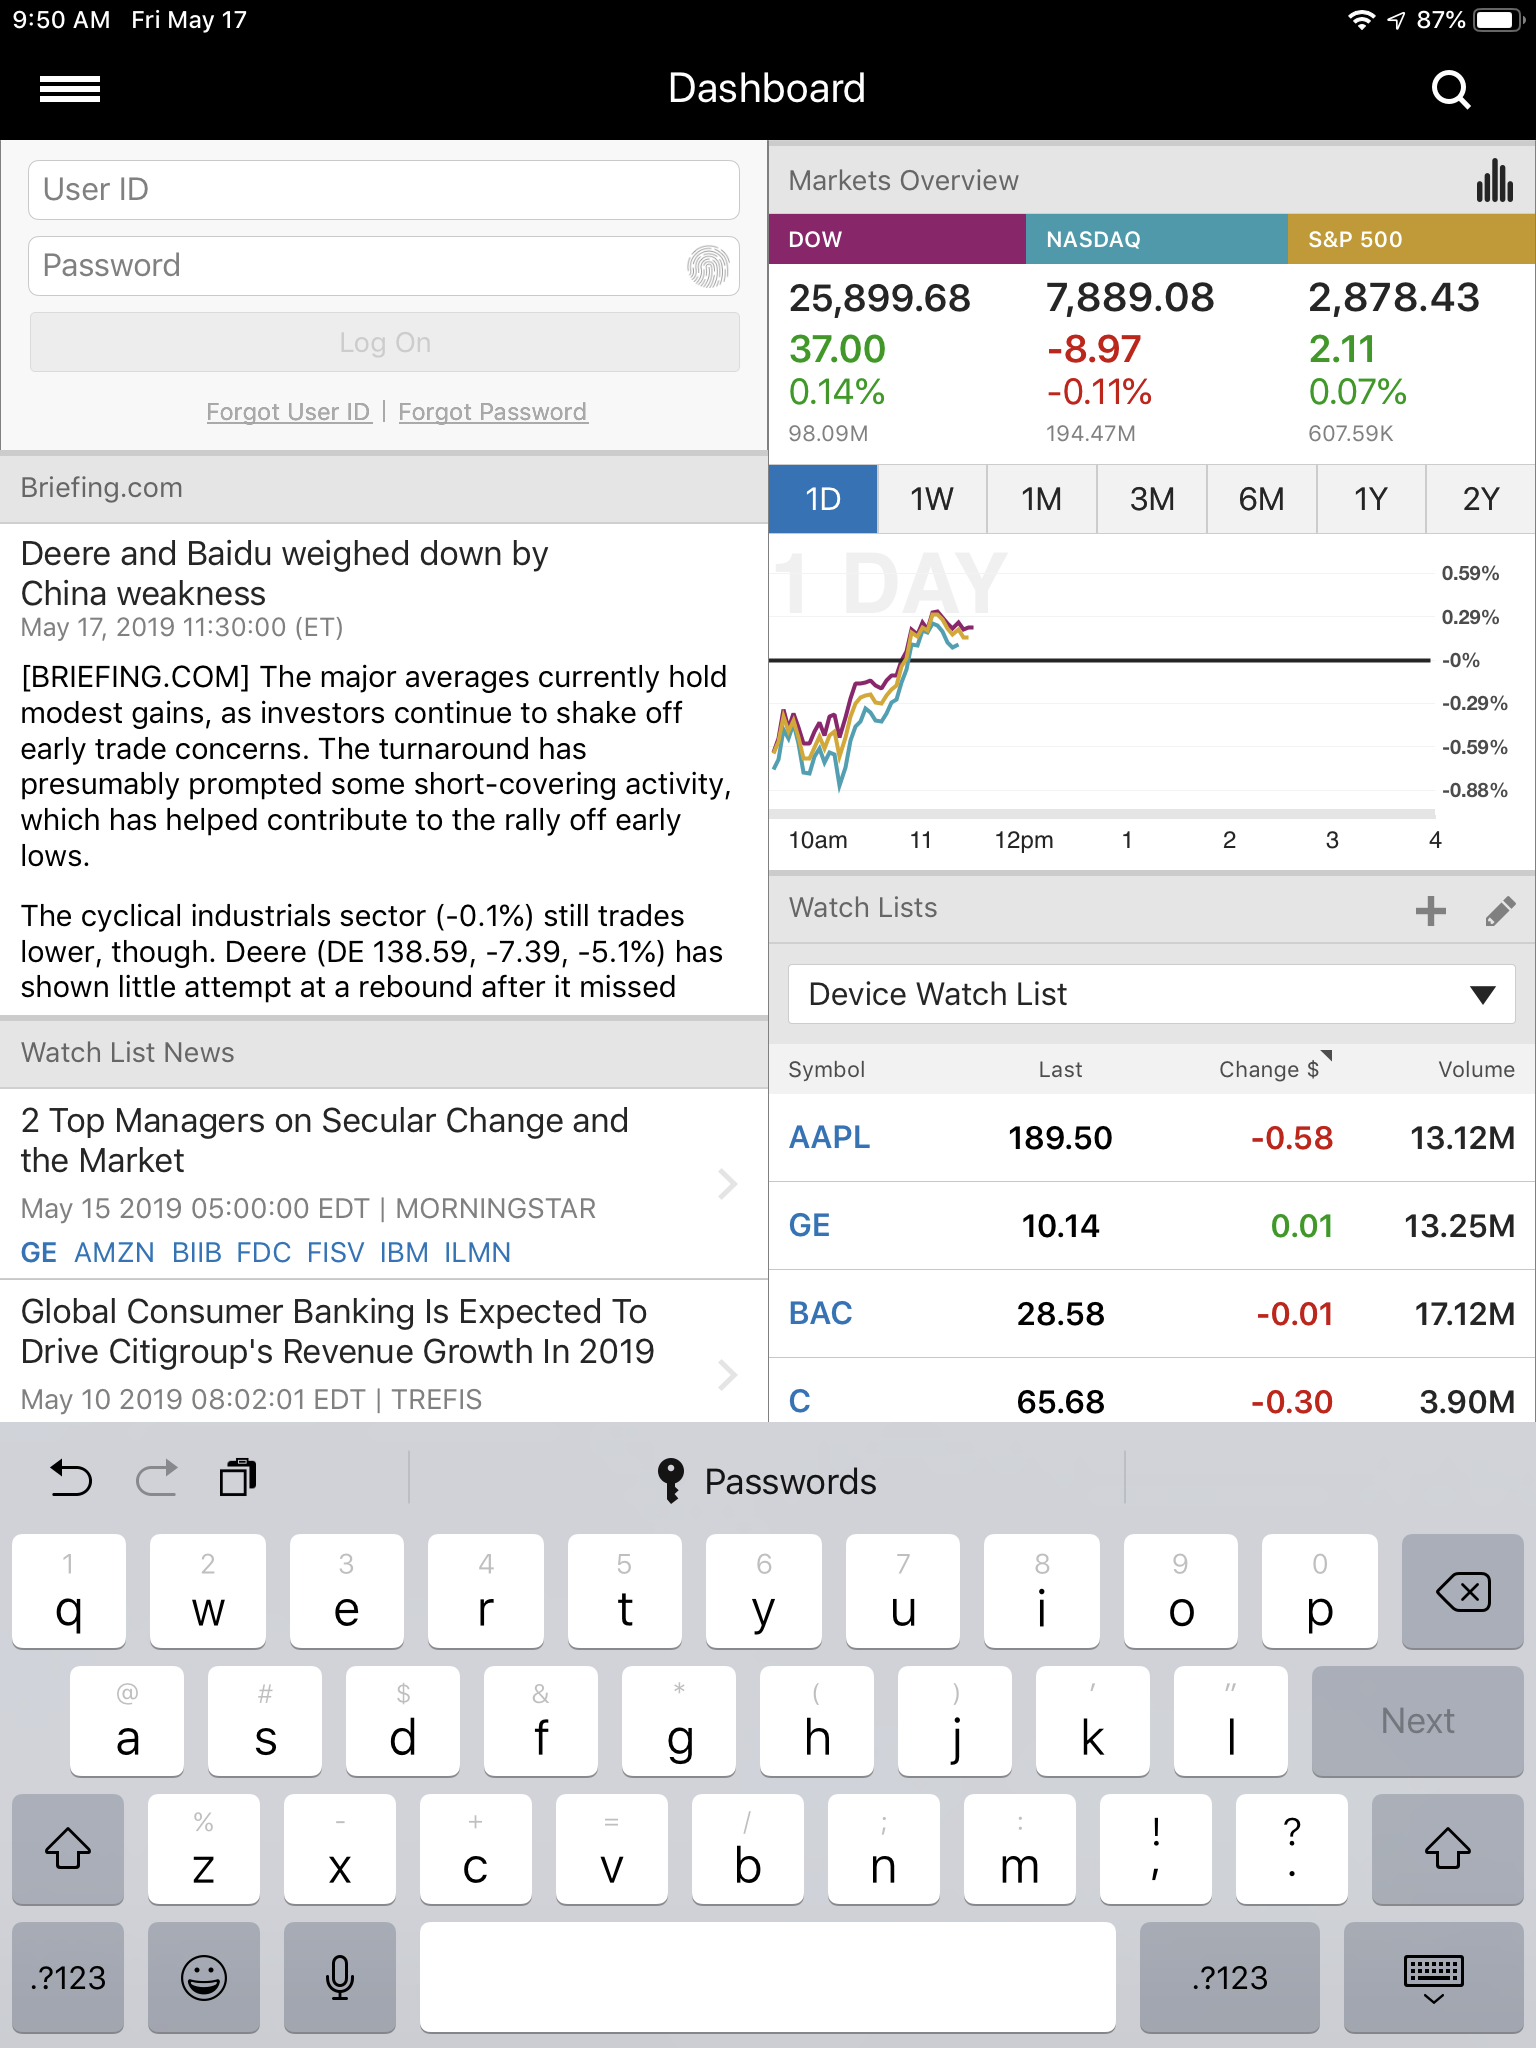 9:50 AM Fri May 17
87%
Dashboard
User ID
Password
Log On
Forgot User ID | Forgot Password
Briefing.com
Deere and Baidu weighed down by
China weakness
May 17, 2019 11:30:00 (ET)
[BRIEFING.COM] The major averages currently hold
modest gains, as investors continue to shake off
early trade concerns. The turnaround has
presumably prompted some short-covering activity,
which has helped contribute to the rally off early
lows.
The cyclical industrials sector (-0.1%) still trades
lower, though. Deere (DE 138.59, -7.39, -5.1%) has
shown little attempt at a rebound after it missed
Watch List News
2 Top Managers on Secular Change and
the Market
May 15 2019 05:00:00 EDT | MORNINGSTAR
GE AMZN BIIB FDC FISV IBM ILMN
Global Consumer Banking Is Expected To
Drive Citigroup's Revenue Growth In 2019
May 10 2019 08:02:01 EDT | TREFIS
Markets Overview
DOW NASDAQ S&P 500
25,899.68 7,889.08 2,878.43
37.00 -8.97 2.11
0.14% -0.11% 0.07%
98.09M 194.47M 607.59K
1D 1W 1M 3M 6M 1Y 2Y
1 DAY
0.59%
0.29%
-0%
-0.29%
-0.59%
-0.88%
10am 11 12pm 1 2 3 4
Watch Lists
Device Watch List
Symbol Last Change $ Volume
AAPL 189.50 -0.58 13.12M
GE 10.14 0.01 13.25M
BAC 28.58 -0.01 17.12M
C 65.68 -0.30 3.90M
Passwords
1 2 3 4 5 6 7 8 9 0
q w e r t y u i o p
@ # $ & * ( ) ' "
a s d f g h j k l Next
% - + = / ; : ! ?
z x c v b n m , .
.?123 .?123